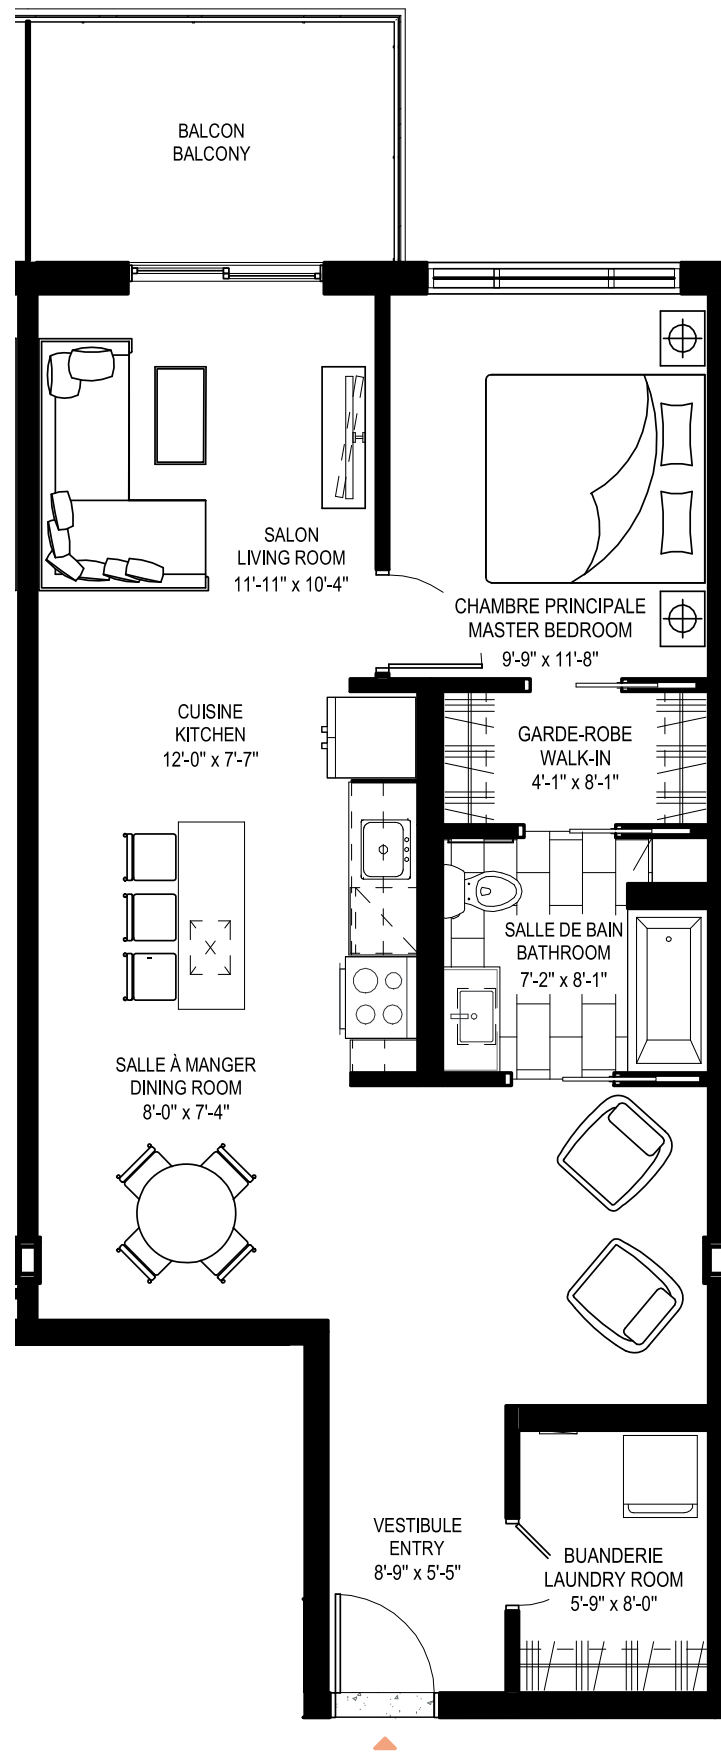 BALCON
BALCONY
SALON
LIVING ROOM
11'-11" x 10'-4"
CHAMBRE PRINCIPALE
MASTER BEDROOM
9'-9" x 11'-8"
CUISINE
KITCHEN
12'-0" x 7'-7"
GARDE-ROBE
WALK-IN
4'-1" x 8'-1"
SALLE DE BAIN
BATHROOM
7'-2" x 8'-1"
SALLE À MANGER
DINING ROOM
8'-0" x 7'-4"
VESTIBULE
ENTRY
8'-9" x 5'-5"
BUANDERIE
LAUNDRY ROOM
5'-9" x 8'-0"